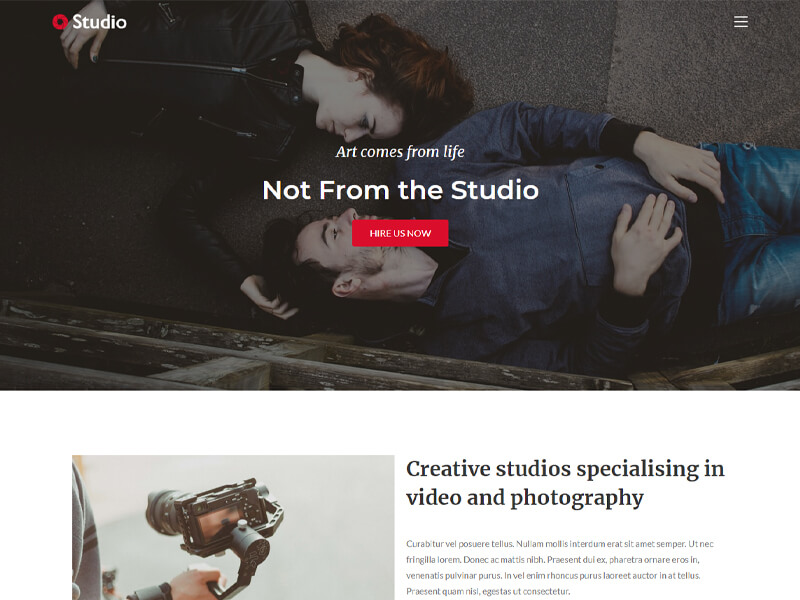 Studio
Art comes from life
Not From the Studio
HIRE US NOW
Creative studios specialising in
video and photography
Curabitur vel posuere tellus. Nullam mollis interdum erat sit amet semper. Ut nec
fringilla lorem. Donec ac mattis nibh. Praesent dui ex, pharetra ornare eros in,
venenatis pulvinar purus. In vel enim rhoncus purus laoreet auctor in at tellus.
Praesent quam nisl, egestas ut consectetur.